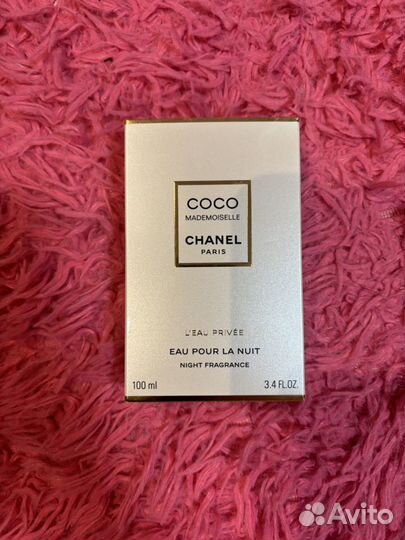 COCO
MADEMOISELLE
CHANEL
PARIS
L'EAU PRIVÉE
EAU POUR LA NUIT
NIGHT FRAGRANCE
100 ml 3.4 FL.OZ.
Avito